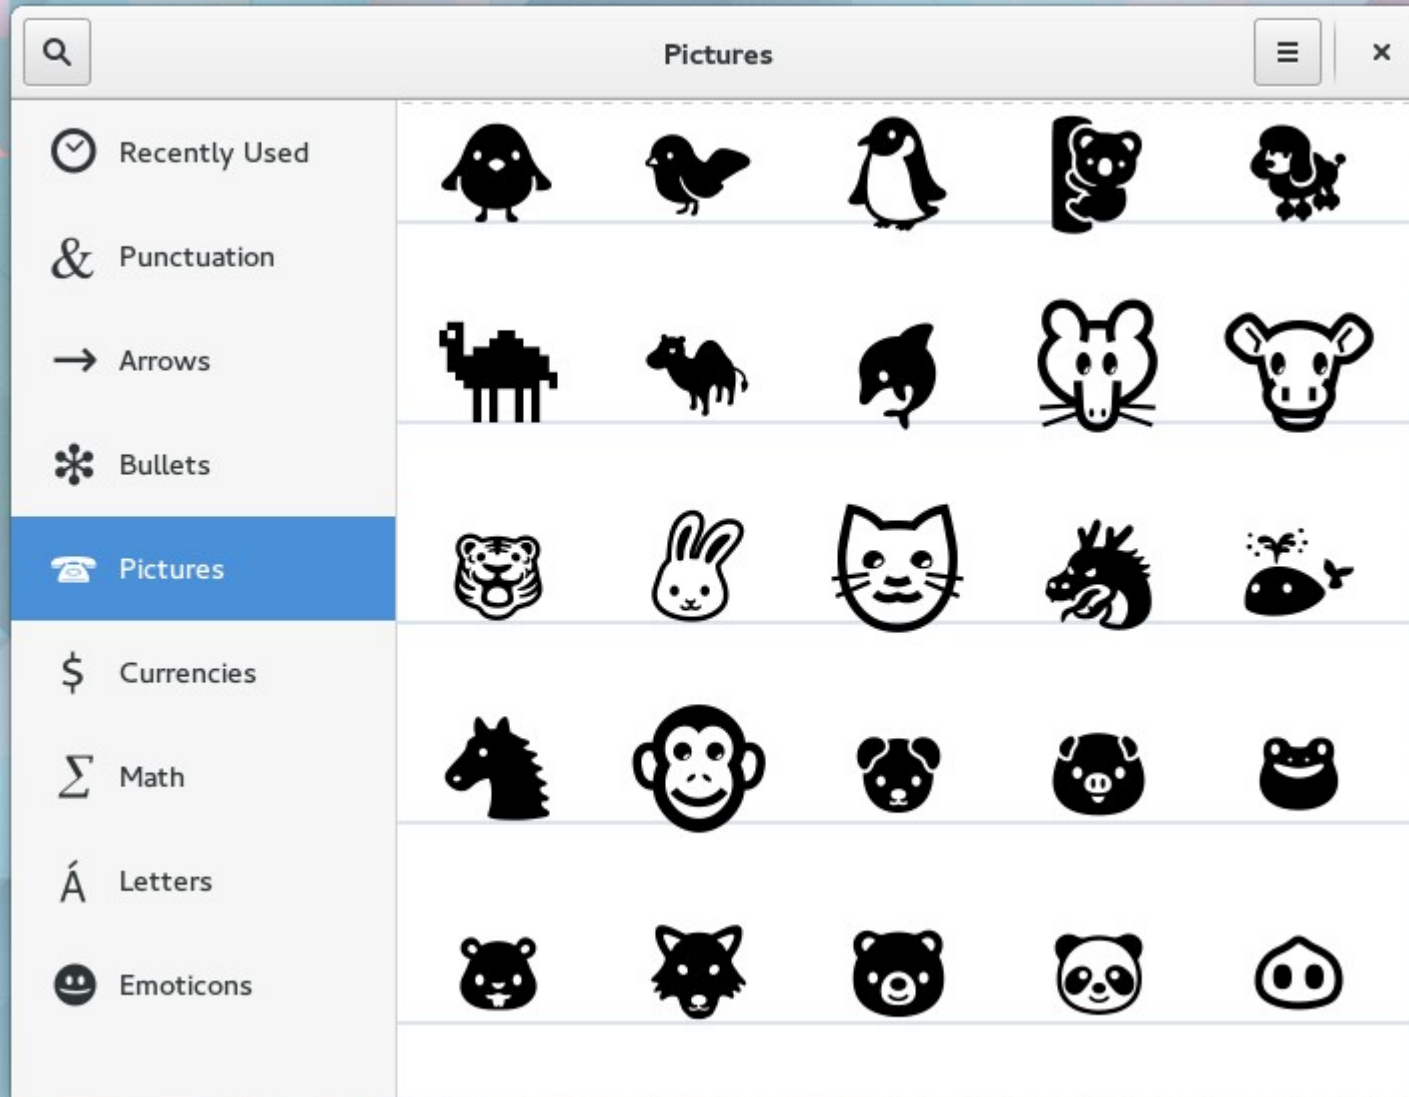 Pictures
Recently Used
& Punctuation
→ Arrows
Bullets
Pictures
$ Currencies
Σ Math
Á Letters
Emoticons